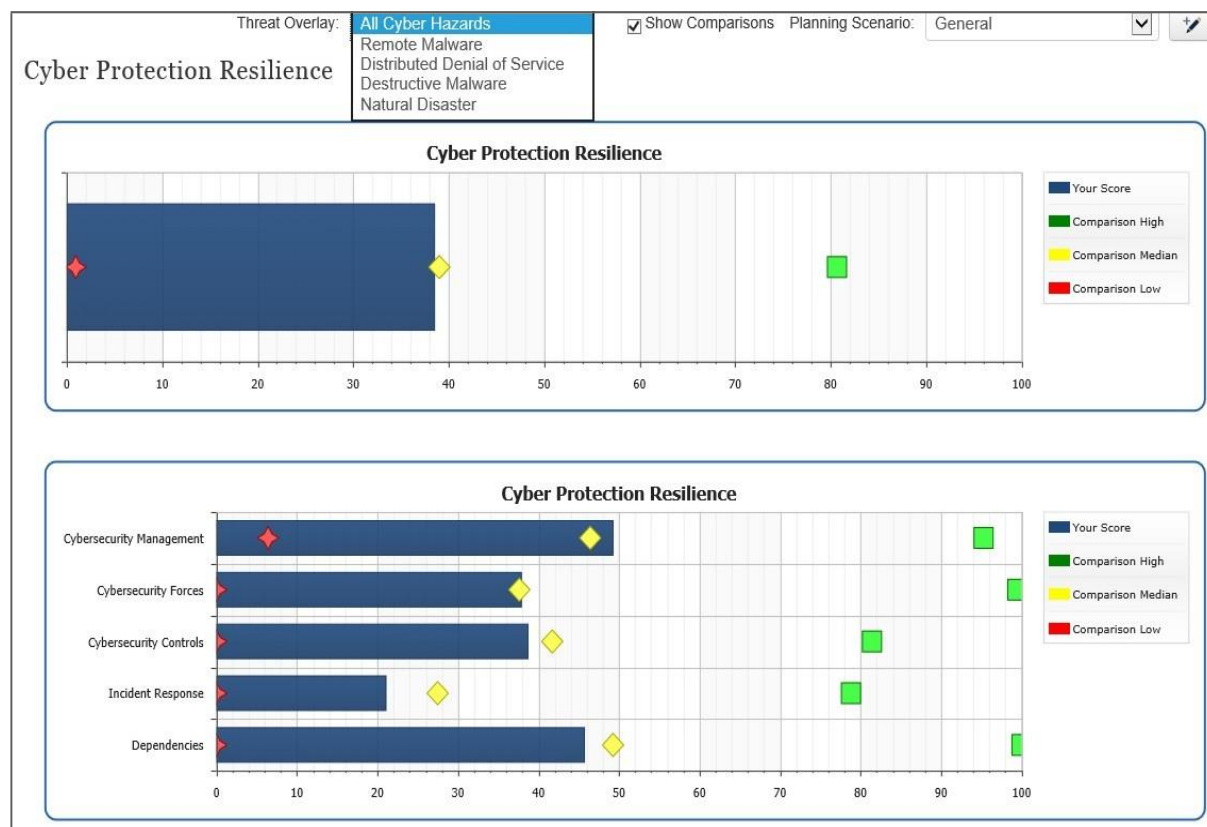 Threat Overlay: All Cyber Hazards Show Comparisons Planning Scenario: General
Remote Malware
Distributed Denial of Service
Destructive Malware
Natural Disaster
Cyber Protection Resilience
Cyber Protection Resilience
Your Score
Comparison High
Comparison Median
Comparison Low
0 10 20 30 40 50 60 70 80 90 100
Cyber Protection Resilience
Cybersecurity Management
Cybersecurity Forces
Cybersecurity Controls
Incident Response
Dependencies
Your Score
Comparison High
Comparison Median
Comparison Low
0 10 20 30 40 50 60 70 80 90 100